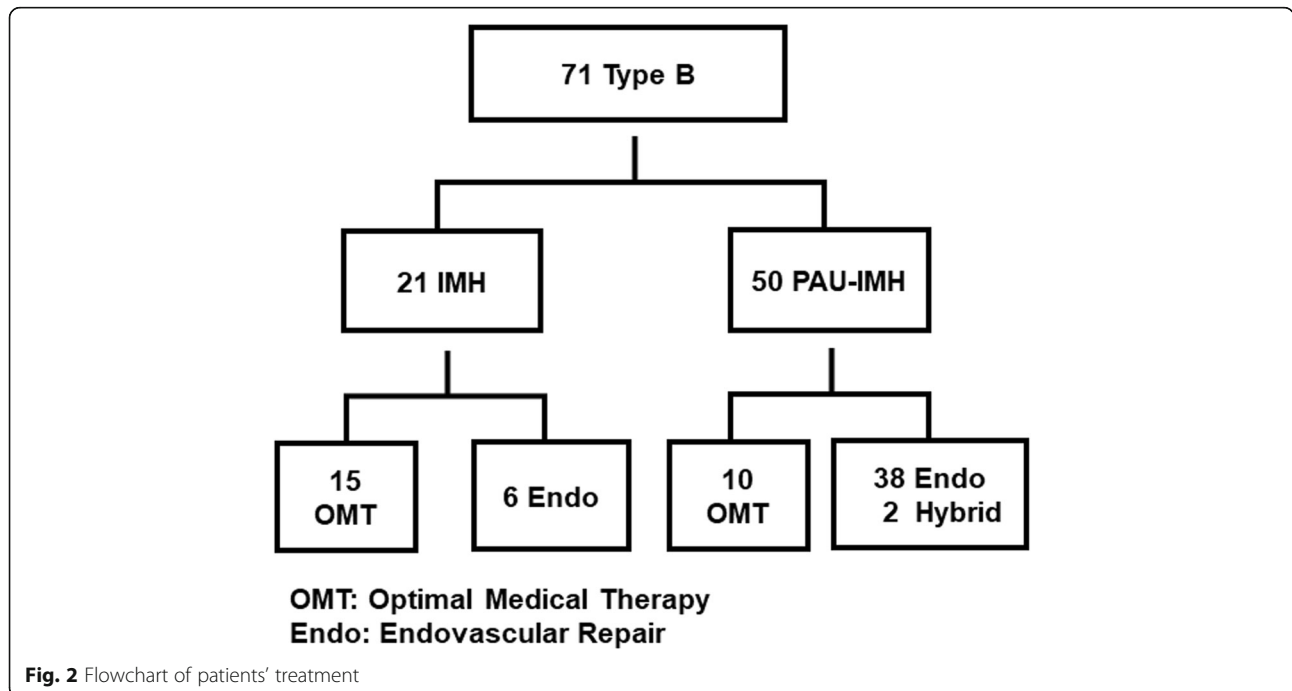 71 Type B
21 IMH
50 PAU-IMH
15
OMT
6 Endo
10
OMT
38 Endo
2 Hybrid
OMT: Optimal Medical Therapy
Endo: Endovascular Repair
Fig. 2 Flowchart of patients’ treatment